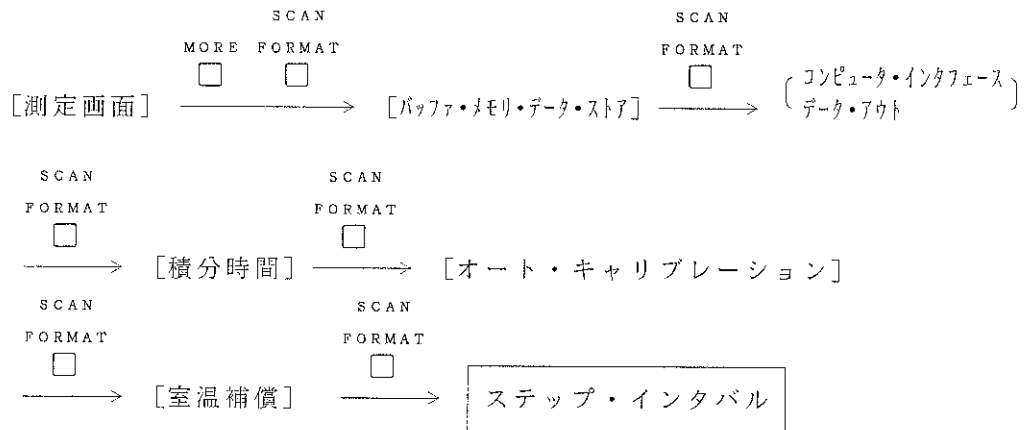 SCAN SCAN
MORE FORMAT FORMAT
[測定画面] [バッファ・メモリ・データ・ストア] コンピュータ・インタフェース
データ・アウト
SCAN SCAN
FORMAT FORMAT
[積分時間] [オート・キャリブレーション]
SCAN SCAN
FORMAT FORMAT
[室温補償] ステップ・インタバル